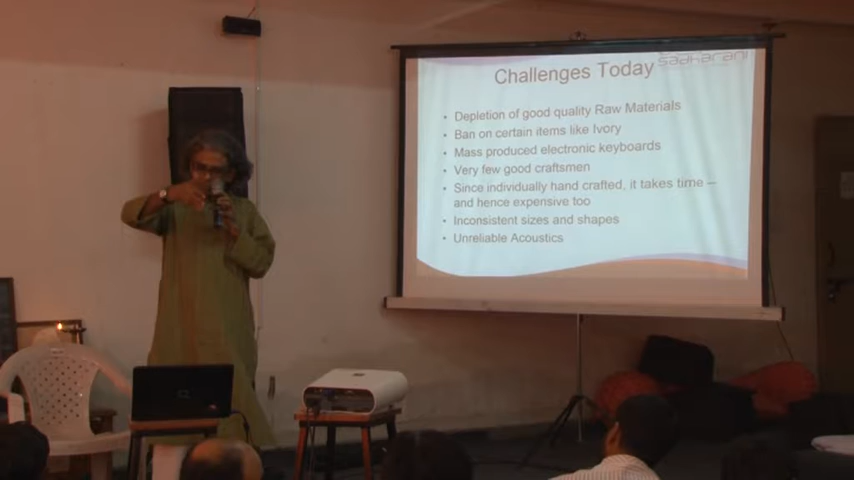 saaharani
Challenges Today
• Depletion of good quality Raw Materials
• Ban on certain items like Ivory
• Mass produced electronic keyboards
• Very few good craftsmen
• Since individually hand crafted, it takes time –
and hence expensive too
• Inconsistent sizes and shapes
• Unreliable Acoustics